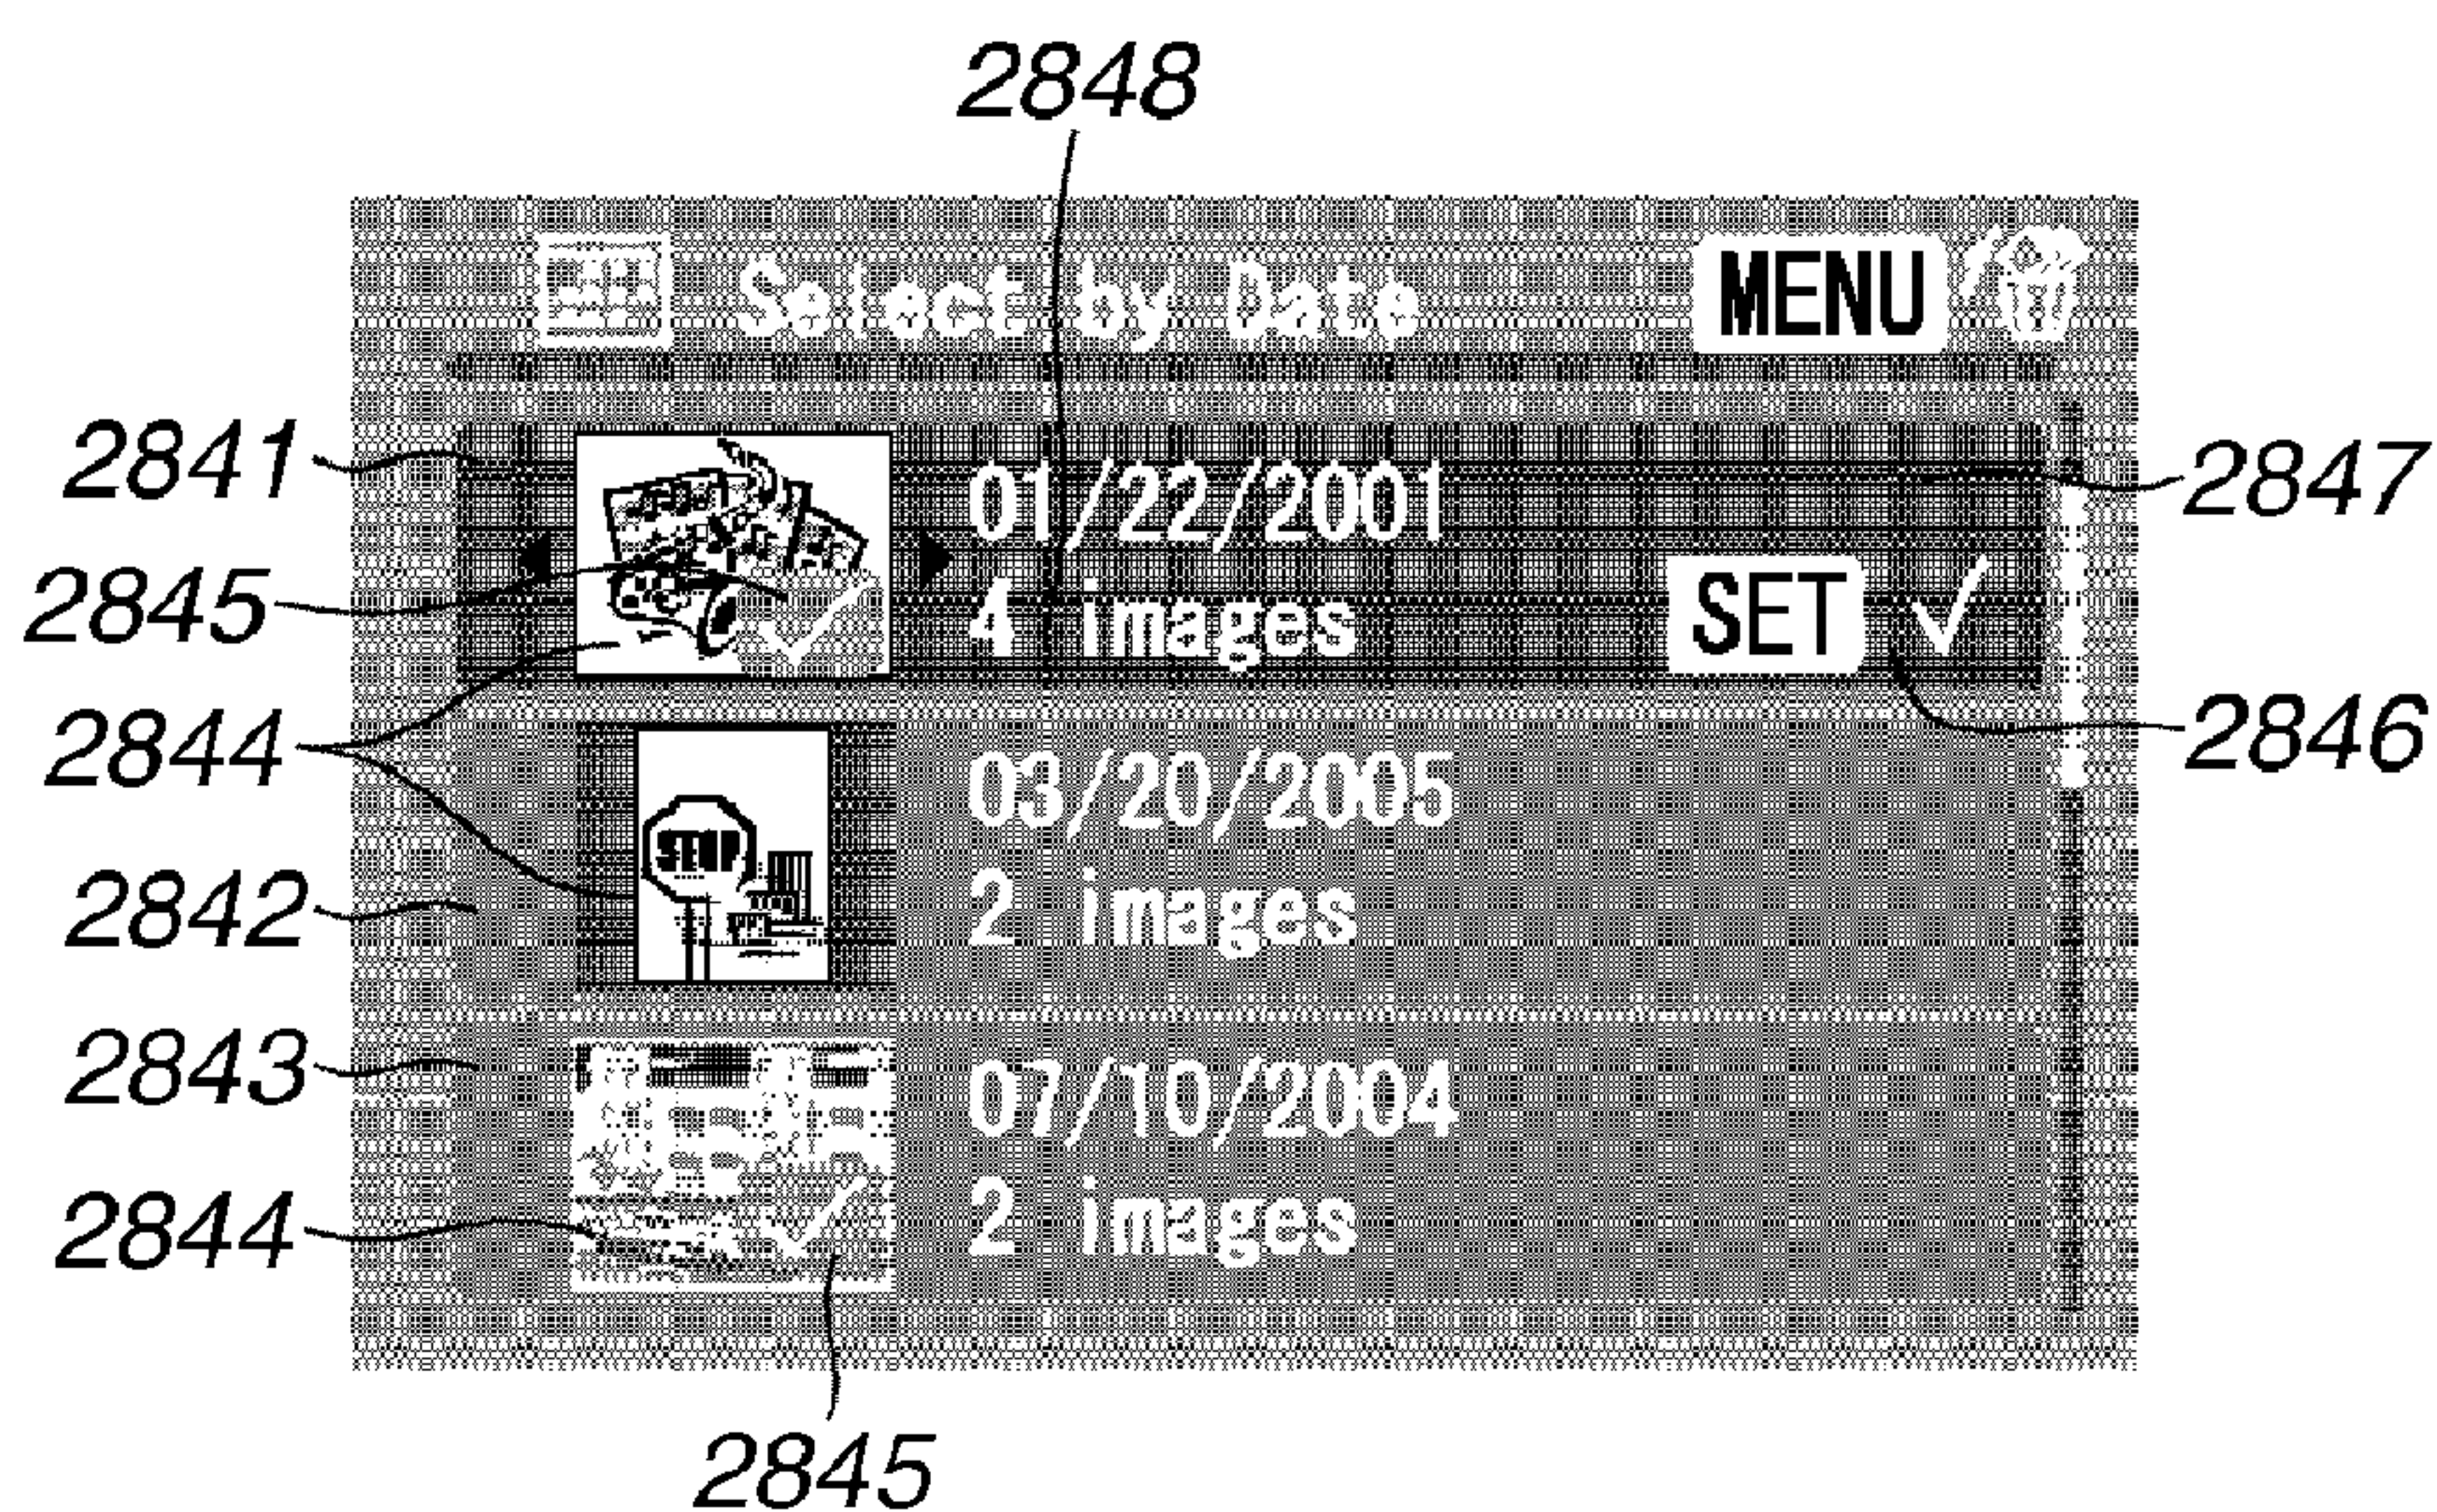 2848
Select by Date MENU
2841 01/22/2001 2847
2845 4 images SET
2844 2846
03/20/2005
STOP
2842 2 images
2843 07/10/2004
2844 2 images
2845